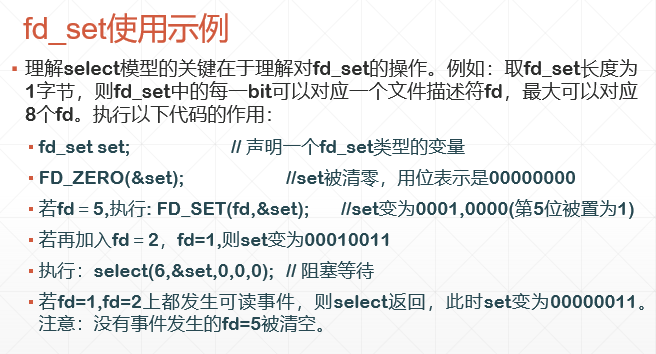 fd_set使用示例
理解select模型的关键在于理解对fd_set的操作。例如：取fd_set长度为
1字节，则fd_set中的每一bit可以对应一个文件描述符fd，最大可以对应
8个fd。执行以下代码的作用：
fd_set set; // 声明一个fd_set类型的变量
FD_ZERO(&set); //set被清零，用位表示是00000000
若fd＝5,执行: FD_SET(fd,&set); //set变为0001,0000(第5位被置为1)
若再加入fd＝2，fd=1,则set变为00010011
执行：select(6,&set,0,0,0); // 阻塞等待
若fd=1,fd=2上都发生可读事件，则select返回，此时set变为00000011。
注意：没有事件发生的fd=5被清空。